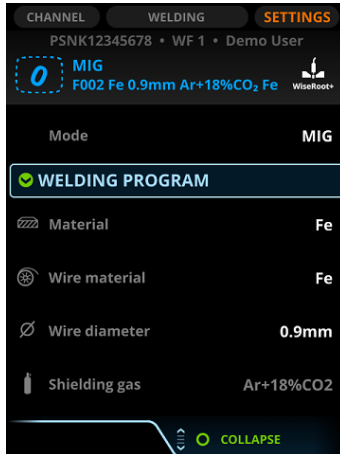 CHANNEL WELDING SETTINGS
PSNK12345678 • WF 1 • Demo User
0 MIG
F002 Fe 0.9mm Ar+18%CO₂ Fe
WiseRoot+
Mode MIG
WELDING PROGRAM
Material Fe
Wire material Fe
Wire diameter 0.9mm
Shielding gas Ar+18%CO2
COLLAPSE